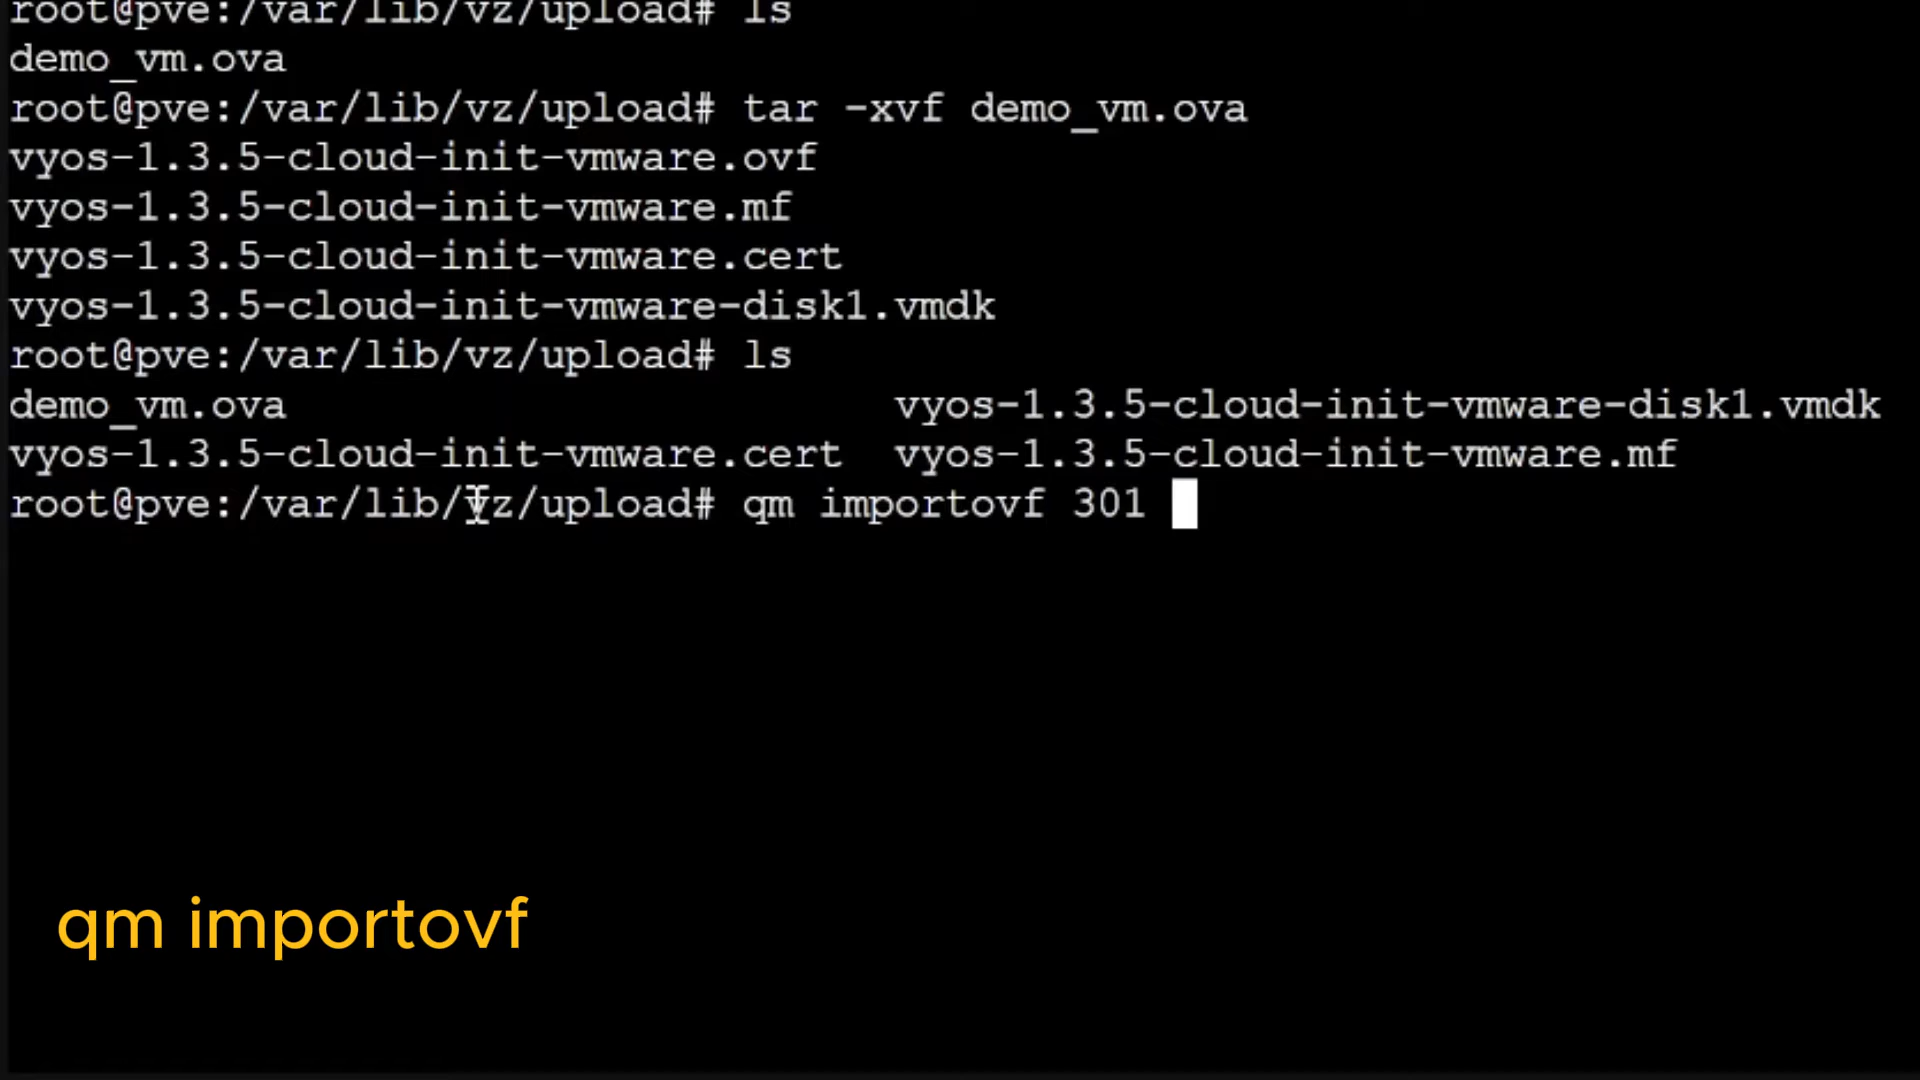 root@pve:/var/lib/vz/upload# ls
demo_vm.ova
root@pve:/var/lib/vz/upload# tar -xvf demo_vm.ova
vyos-1.3.5-cloud-init-vmware.ovf
vyos-1.3.5-cloud-init-vmware.mf
vyos-1.3.5-cloud-init-vmware.cert
vyos-1.3.5-cloud-init-vmware-disk1.vmdk
root@pve:/var/lib/vz/upload# ls
demo_vm.ova vyos-1.3.5-cloud-init-vmware-disk1.vmdk
vyos-1.3.5-cloud-init-vmware.cert vyos-1.3.5-cloud-init-vmware.mf
root@pve:/var/lib/vz/upload# qm importovf 301
qm importovf